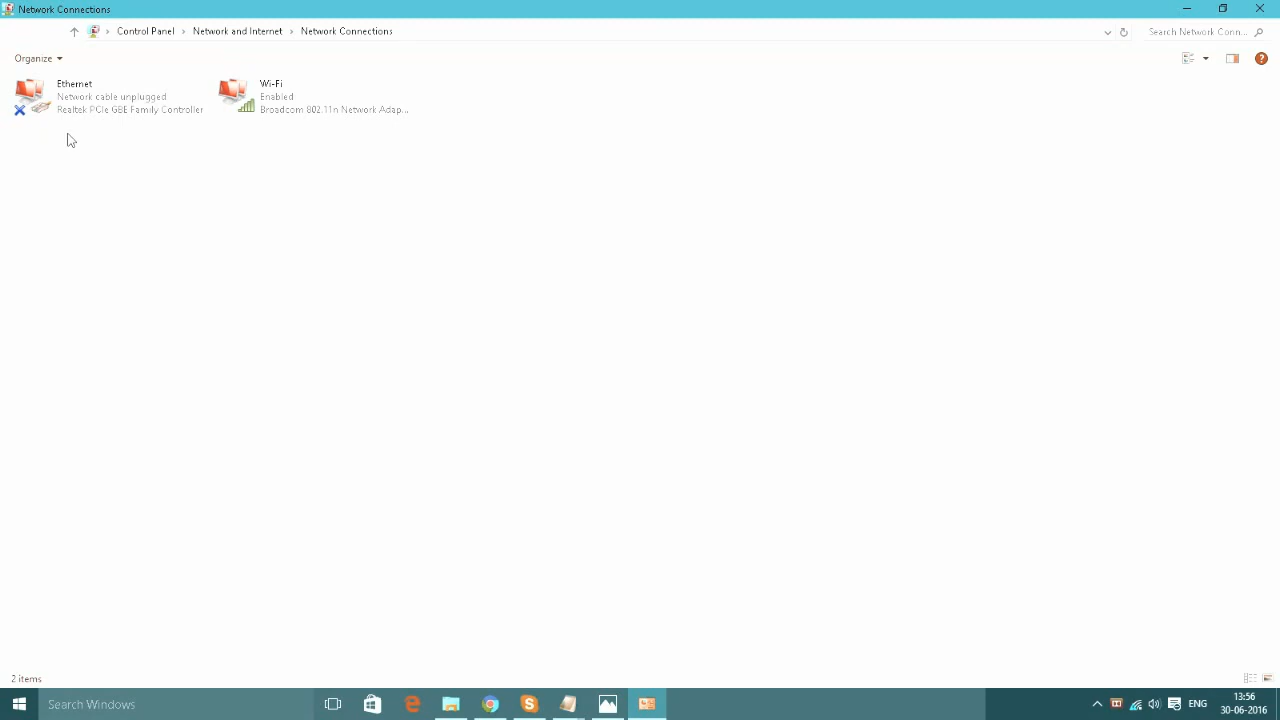 Network Connections
Control Panel > Network and Internet > Network Connections
Search Network Conn...
Organize
Ethernet
Network cable unplugged
Realtek PCIe GBE Family Controller
Wi-Fi
Enabled
Broadcom 802.11n Network Adap...
2 items
Search Windows
ENG
13:56
30-06-2016